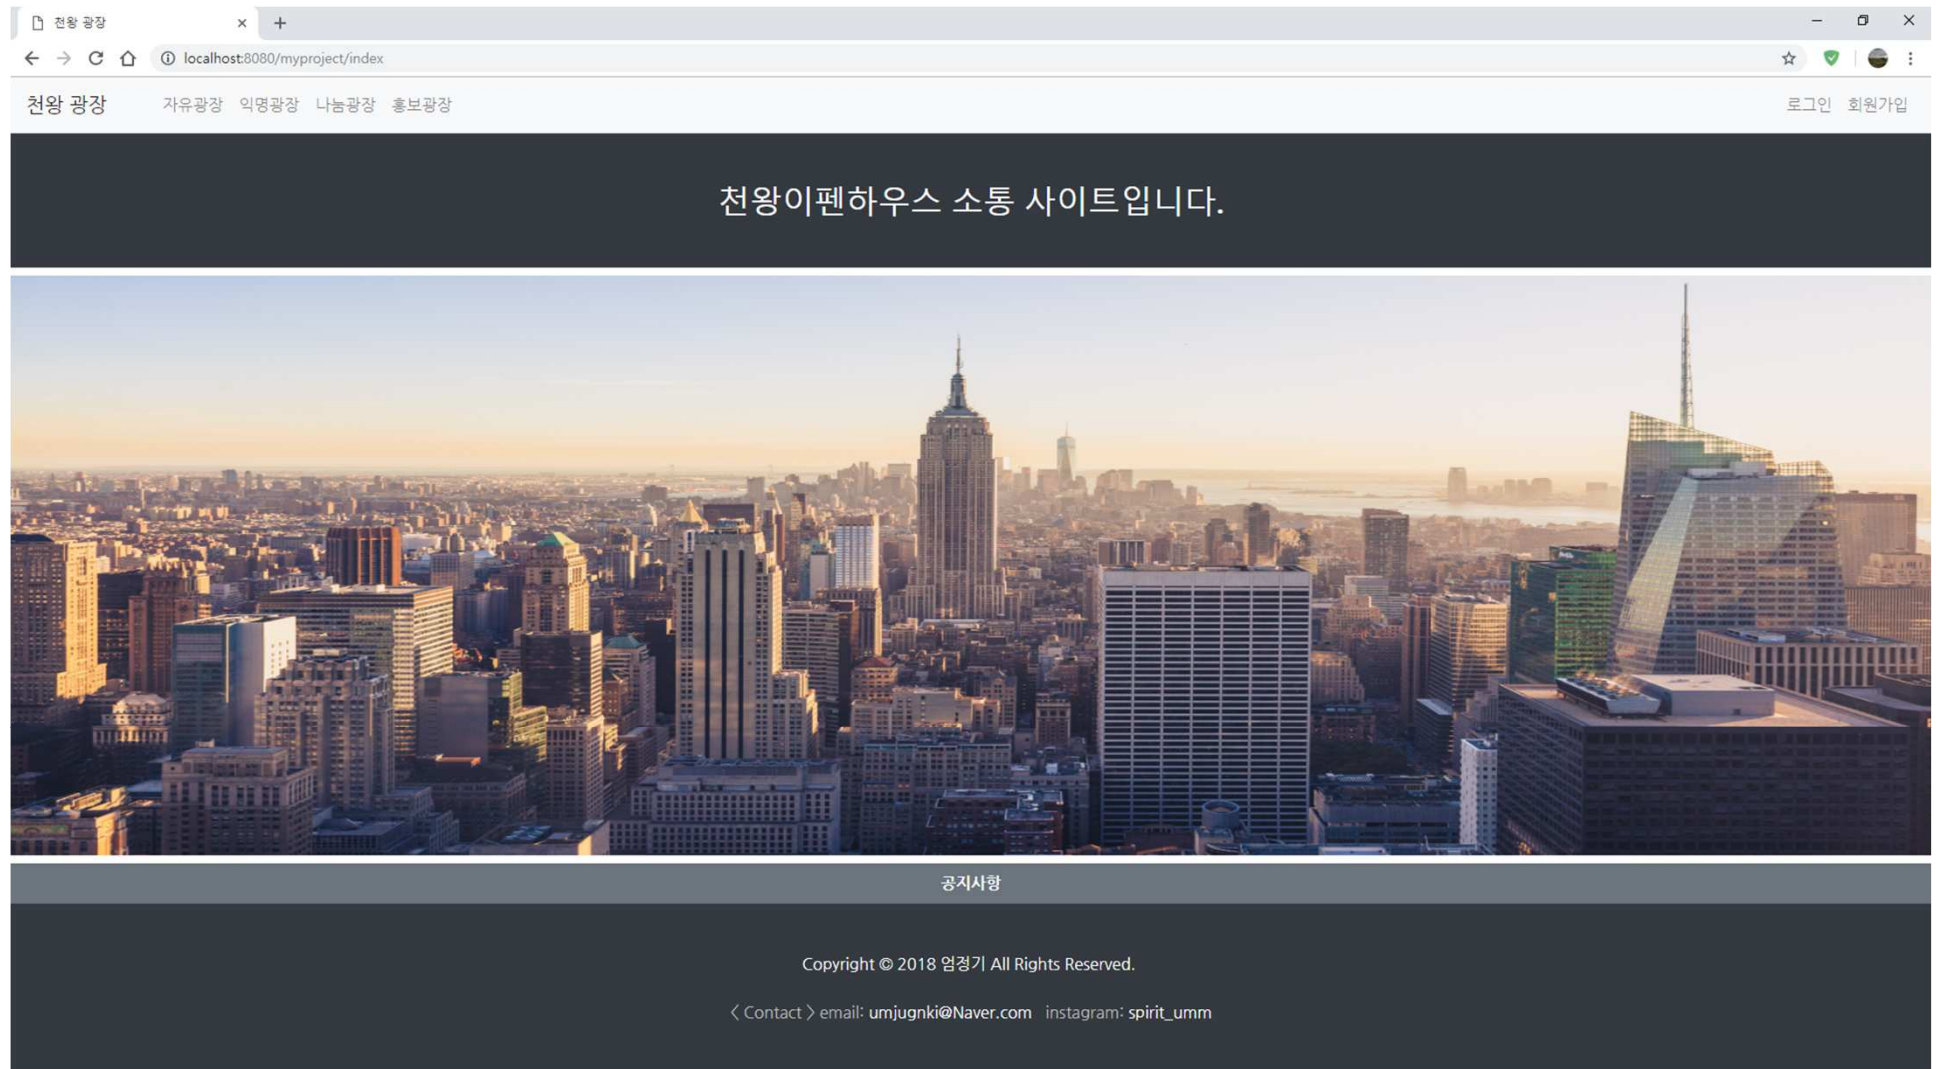 천왕 광장
localhost:8080/myproject/index
천왕 광장 자유광장 익명광장 나눔광장 홍보광장 로그인 회원가입
천왕이펜하우스 소통 사이트입니다.
공지사항
Copyright © 2018 엄정기 All Rights Reserved.
< Contact > email: umjugnki@Naver.com instagram: spirit_umm